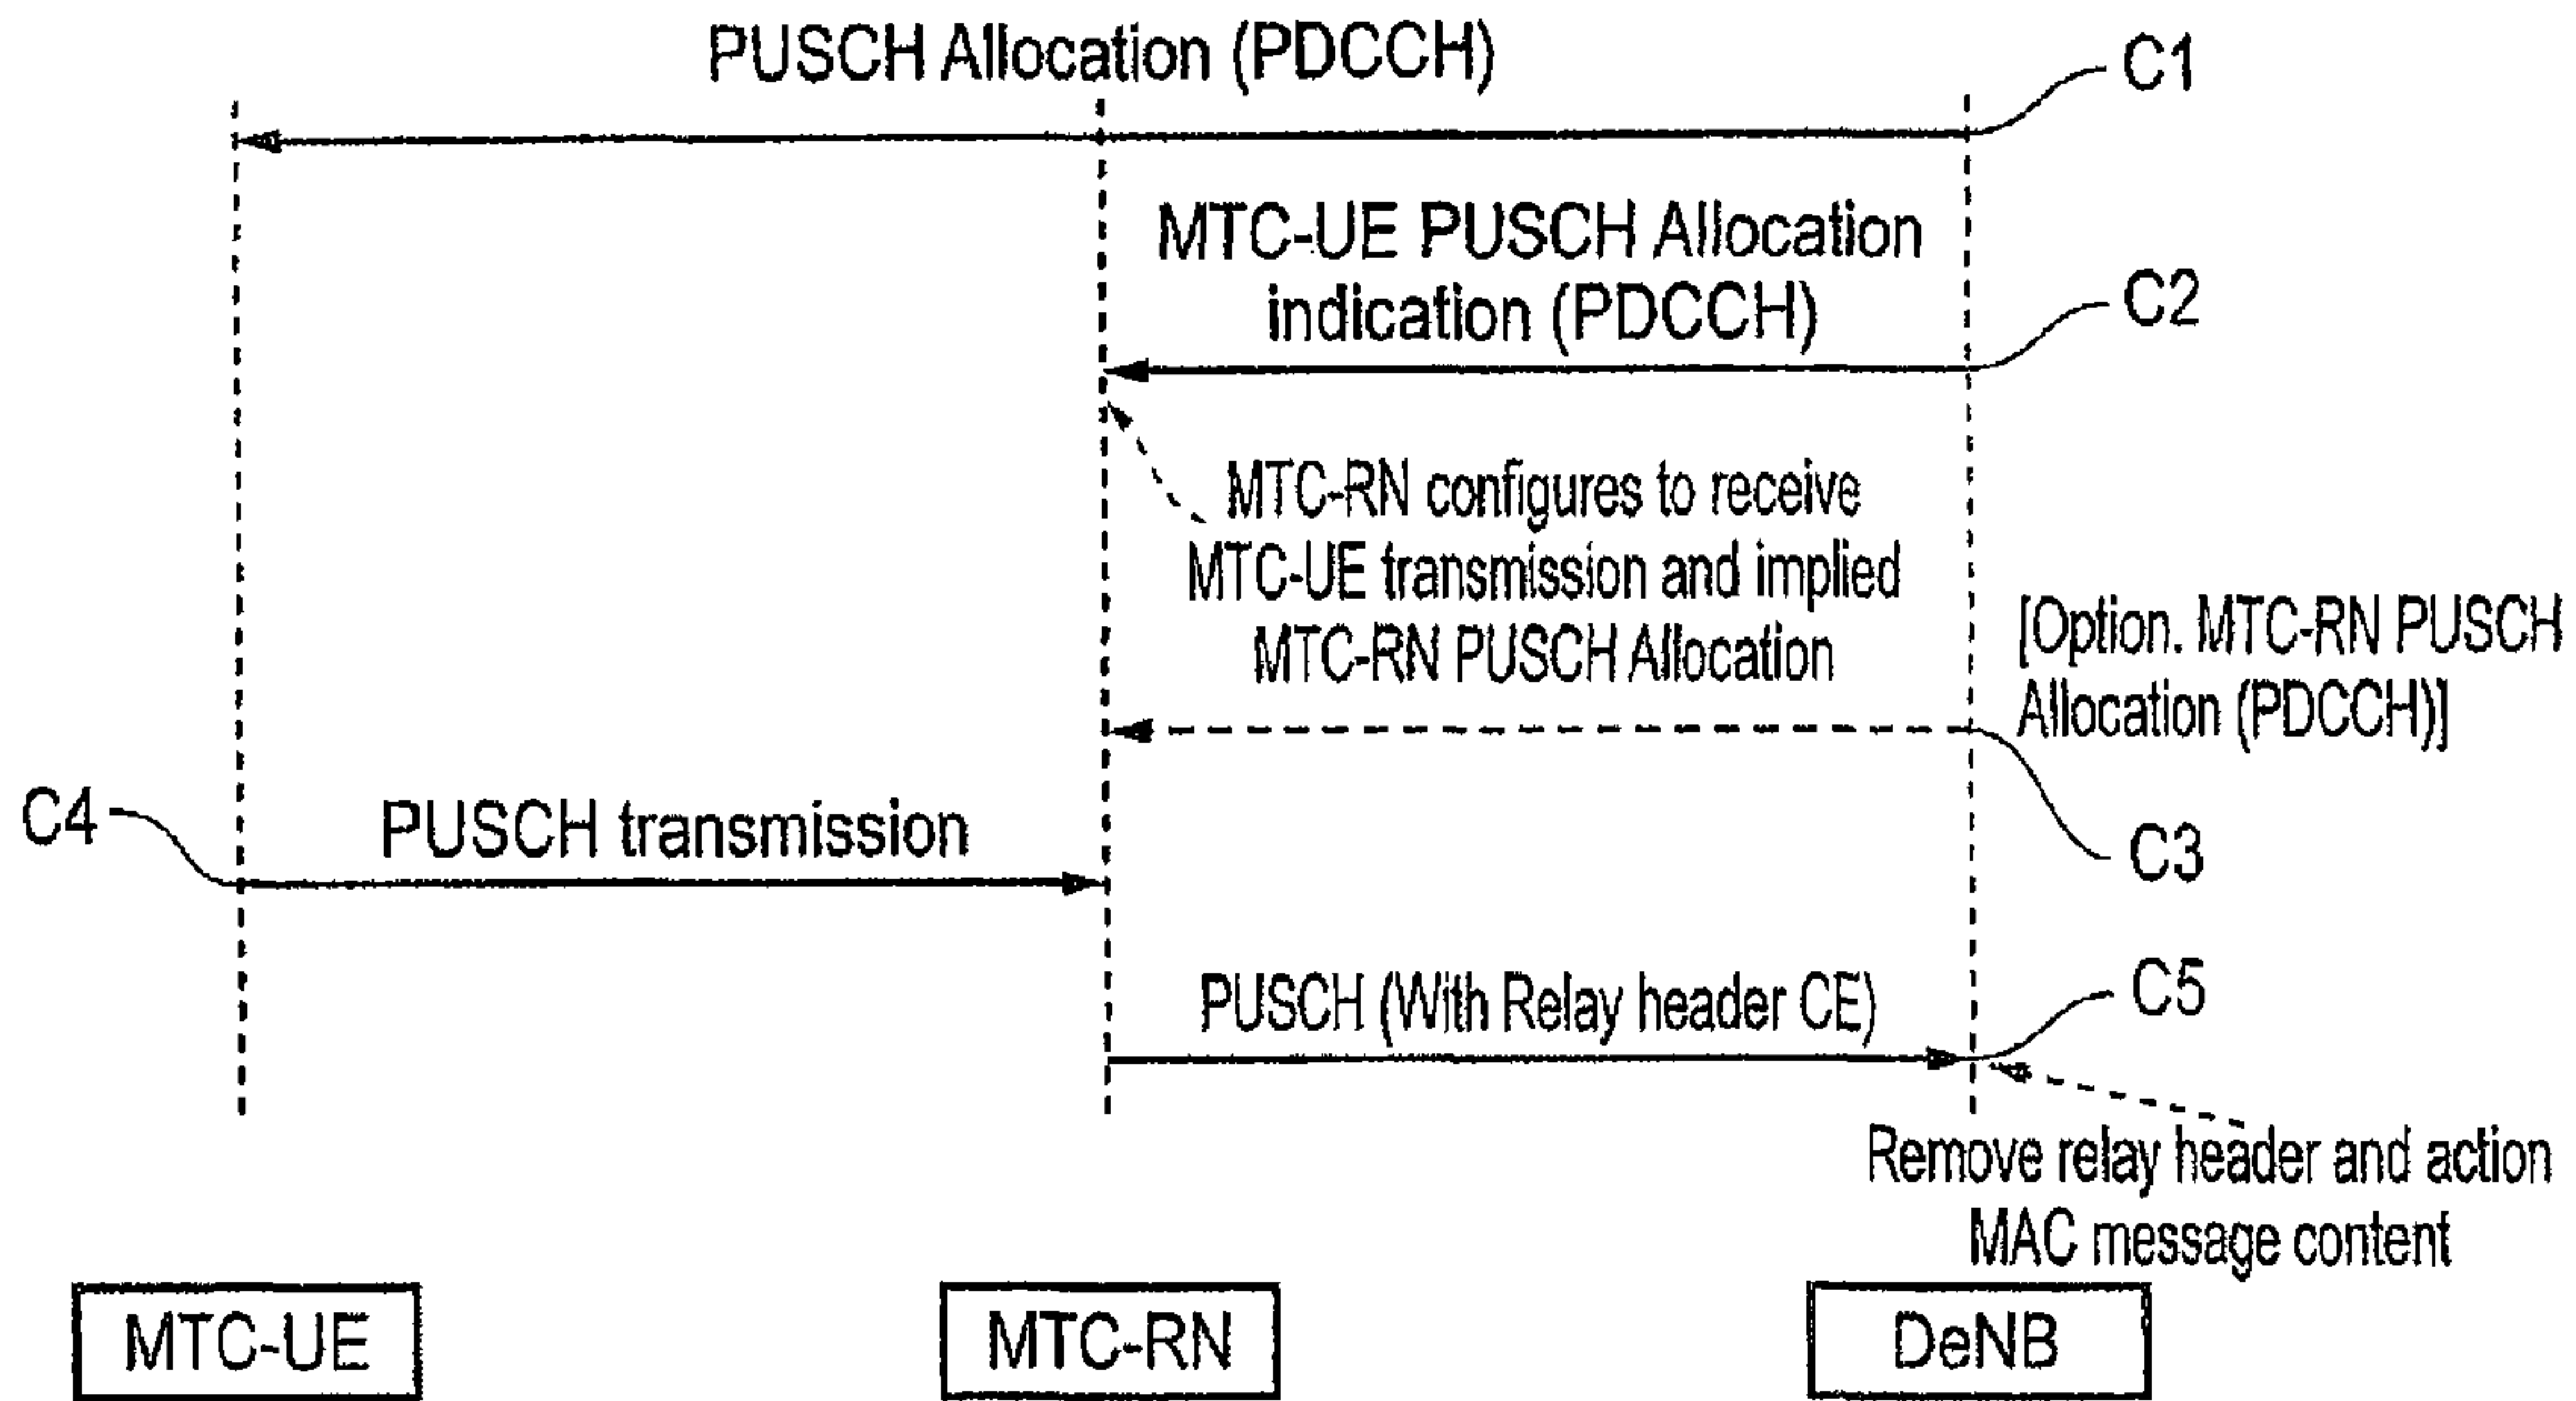 PUSCH Allocation (PDCCH)
C1
MTC-UE PUSCH Allocation
indication (PDCCH)
C2
MTC-RN configures to receive
MTC-UE transmission and implied
MTC-RN PUSCH Allocation
[Option. MTC-RN PUSCH
Allocation (PDCCH)]
C3
C4
PUSCH transmission
PUSCH (With Relay header CE)
C5
Remove relay header and action
MAC message content
MTC-UE
MTC-RN
DeNB